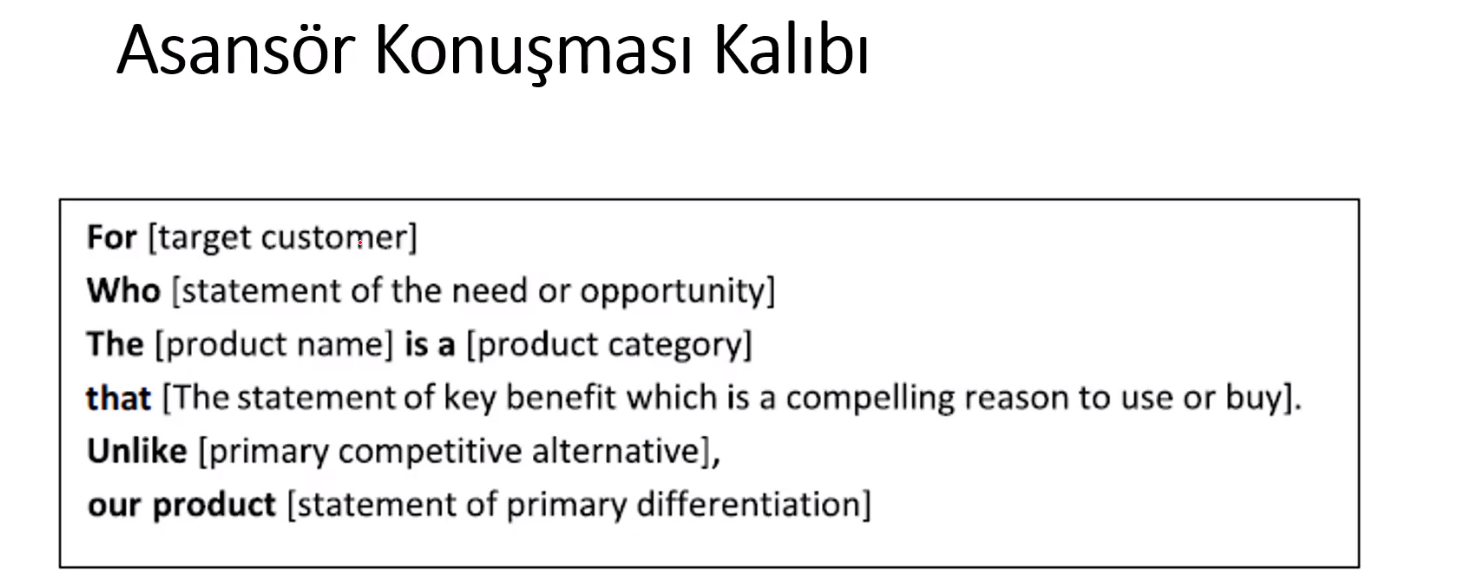 Asansör Konuşması Kalıbı
For [target customer]
Who [statement of the need or opportunity]
The [product name] is a [product category]
that [The statement of key benefit which is a compelling reason to use or buy].
Unlike [primary competitive alternative],
our product [statement of primary differentiation]